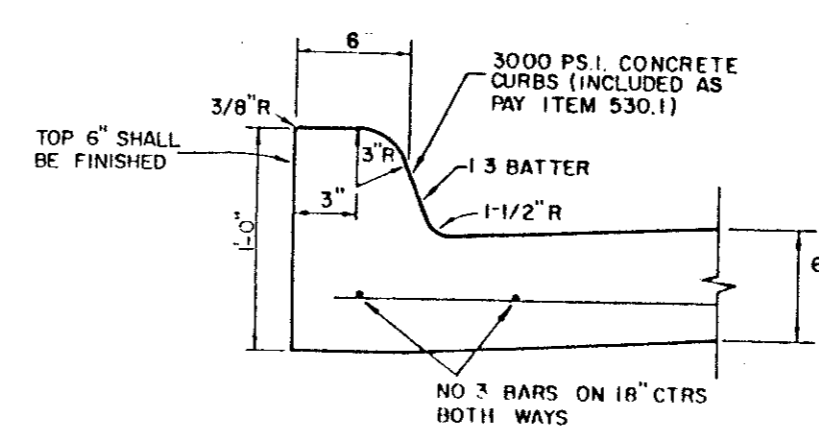 6"
3000 PS.I. CONCRETE
CURBS (INCLUDED AS
PAY ITEM 530.1)
3/8"R
TOP 6" SHALL
BE FINISHED
3"R
1 3 BATTER
3"
1-1/2"R
1'-0"
6
NO 3 BARS ON 18" CTRS
BOTH WAYS